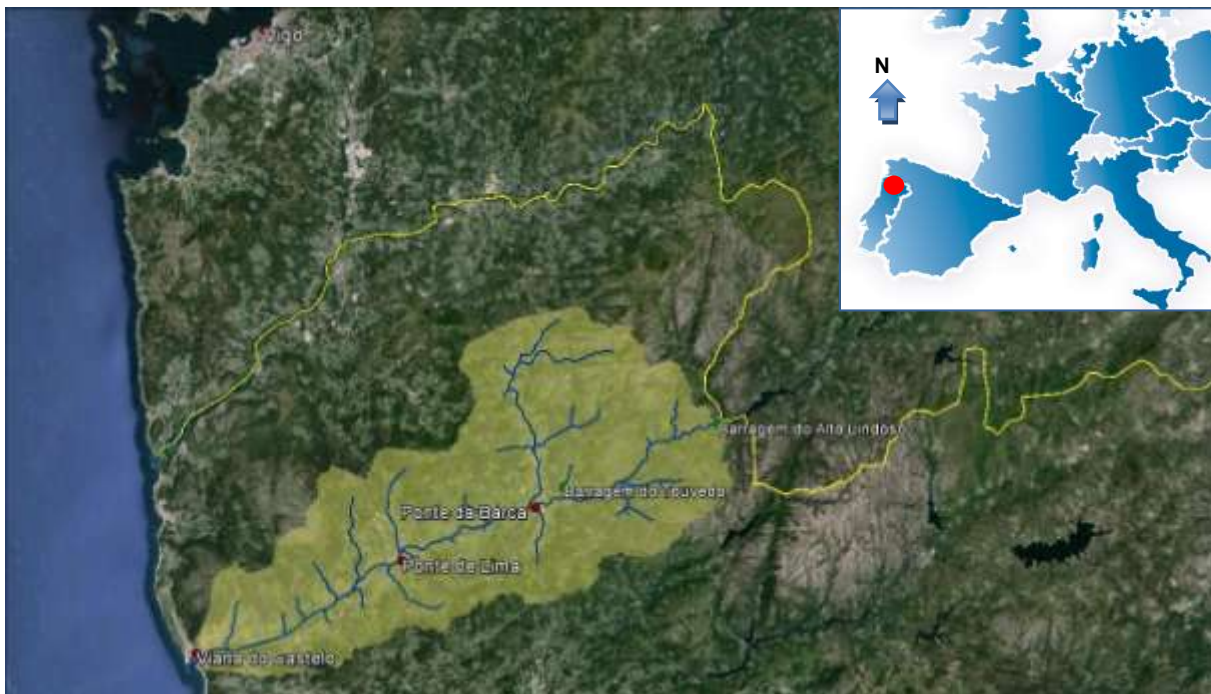 Vigo
N
Barragem do Alto Lindoso
Barragem do Touvedo
Ponte da Barca
Ponte de Lima
Viana do Castelo